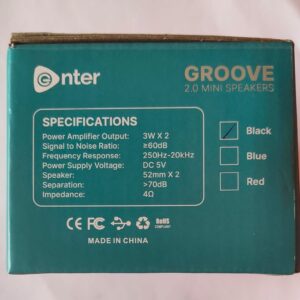 enter
GROOVE
2.0 MINI SPEAKERS
SPECIFICATIONS
Power Amplifier Output: 3W X 2
Signal to Noise Ratio: ≥60dB
Frequency Response: 250Hz-20kHz
Power Supply Voltage: DC 5V
Speaker: 52mm X 2
Separation: >70dB
Impedance: 4Ω
Black
Blue
Red
CE FC RoHS
COMPLIANT
MADE IN CHINA